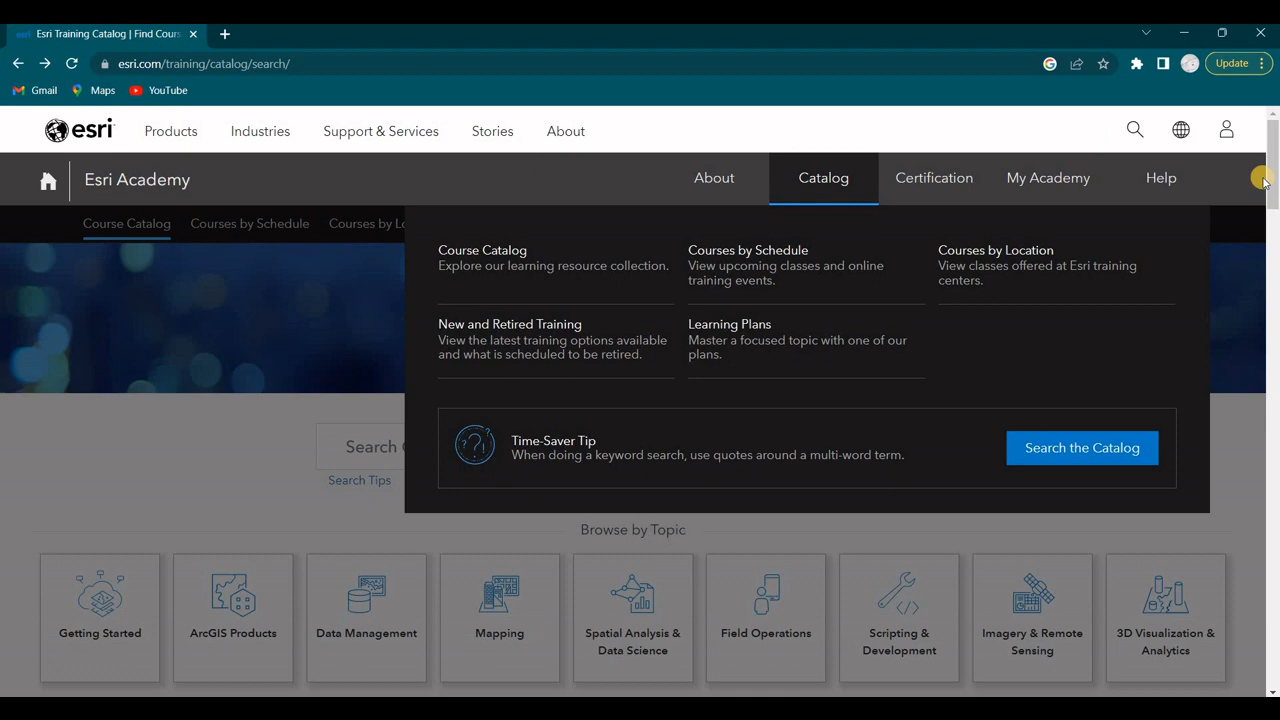 Esri Training Catalog | Find Cours
esri.com/training/catalog/search/
Update
Gmail
Maps
YouTube
esri
Products
Industries
Support & Services
Stories
About
Esri Academy
About
Catalog
Certification
My Academy
Help
Course Catalog
Courses by Schedule
Courses by Lo
Course Catalog
Explore our learning resource collection.
Courses by Schedule
View upcoming classes and online
training events.
Courses by Location
View classes offered at Esri training
centers.
New and Retired Training
View the latest training options available
and what is scheduled to be retired.
Learning Plans
Master a focused topic with one of our
plans.
Time-Saver Tip
When doing a keyword search, use quotes around a multi-word term.
Search the Catalog
Search
Search Tips
Browse by Topic
Getting Started
ArcGIS Products
Data Management
Mapping
Spatial Analysis &
Data Science
Field Operations
Scripting &
Development
Imagery & Remote
Sensing
3D Visualization &
Analytics